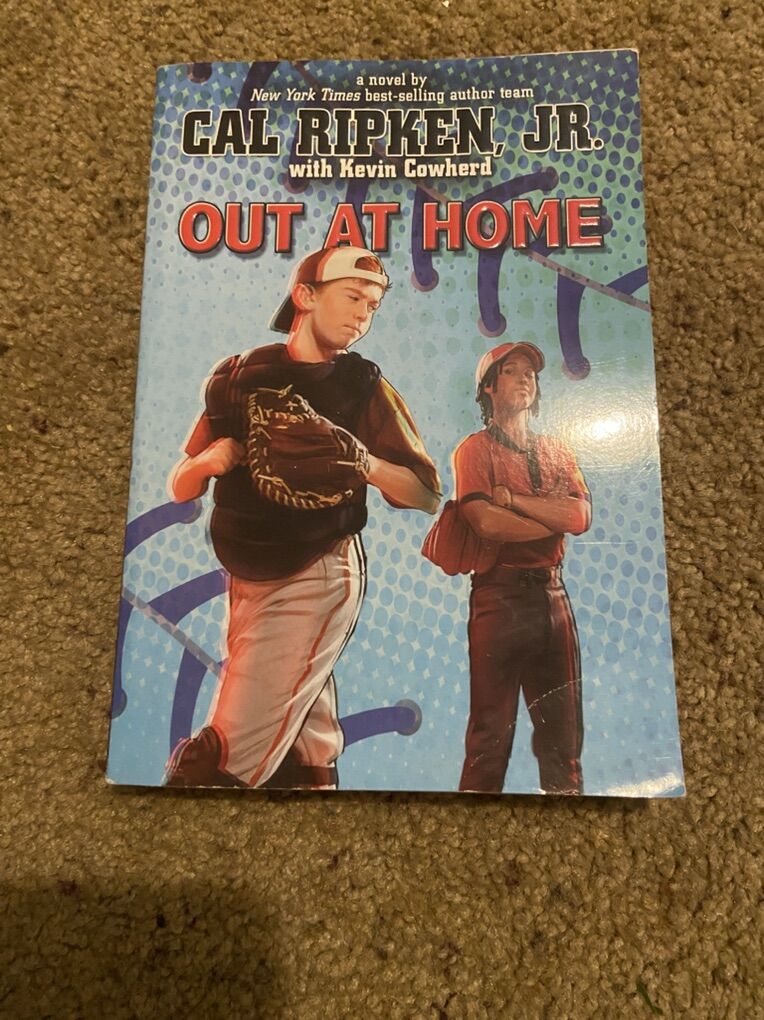 a novel by
New York Times best-selling author team
CAL RIPKEN, JR.
with Kevin Cowherd
OUT AT HOME